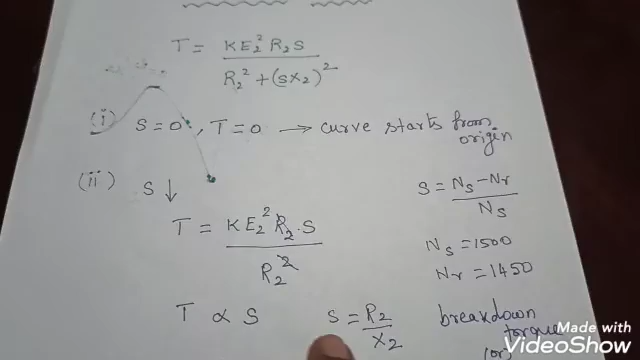 T = KE₂² R₂ S / R₂² + (SX₂)²
(i) S = 0, T = 0 → curve starts from origin
(ii) S ↓
S = Ns − Nr / Ns
T = KE₂² R₂ · S / R₂²
Ns = 1500
Nr = 1450
T ∝ S
S = R₂ / X₂
breakdown torque (or)
Made with
VideoShow